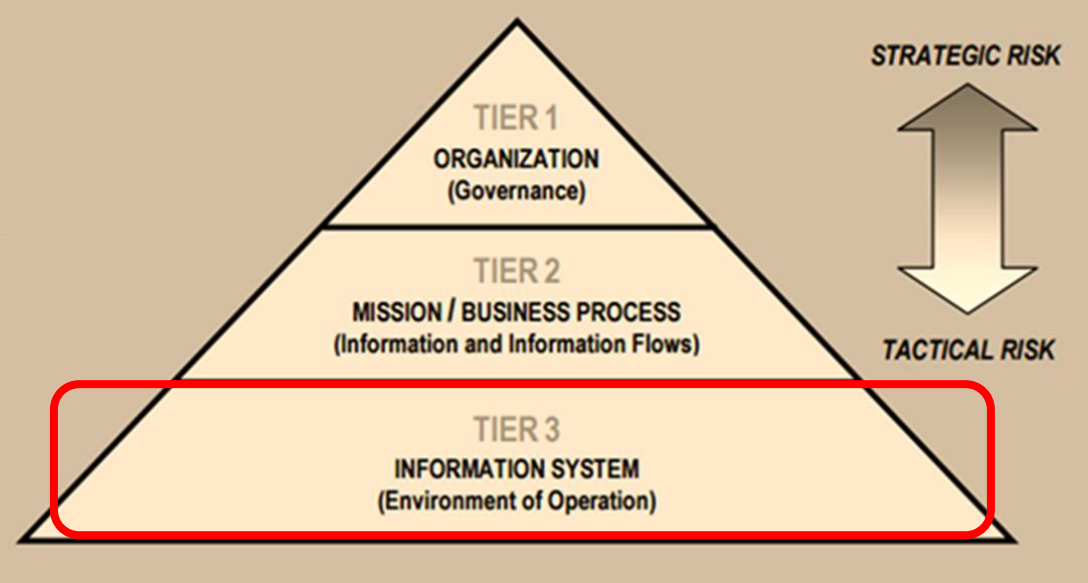 STRATEGIC RISK
TIER 1
ORGANIZATION
(Governance)
TIER 2
MISSION / BUSINESS PROCESS
(Information and Information Flows)
TACTICAL RISK
TIER 3
INFORMATION SYSTEM
(Environment of Operation)